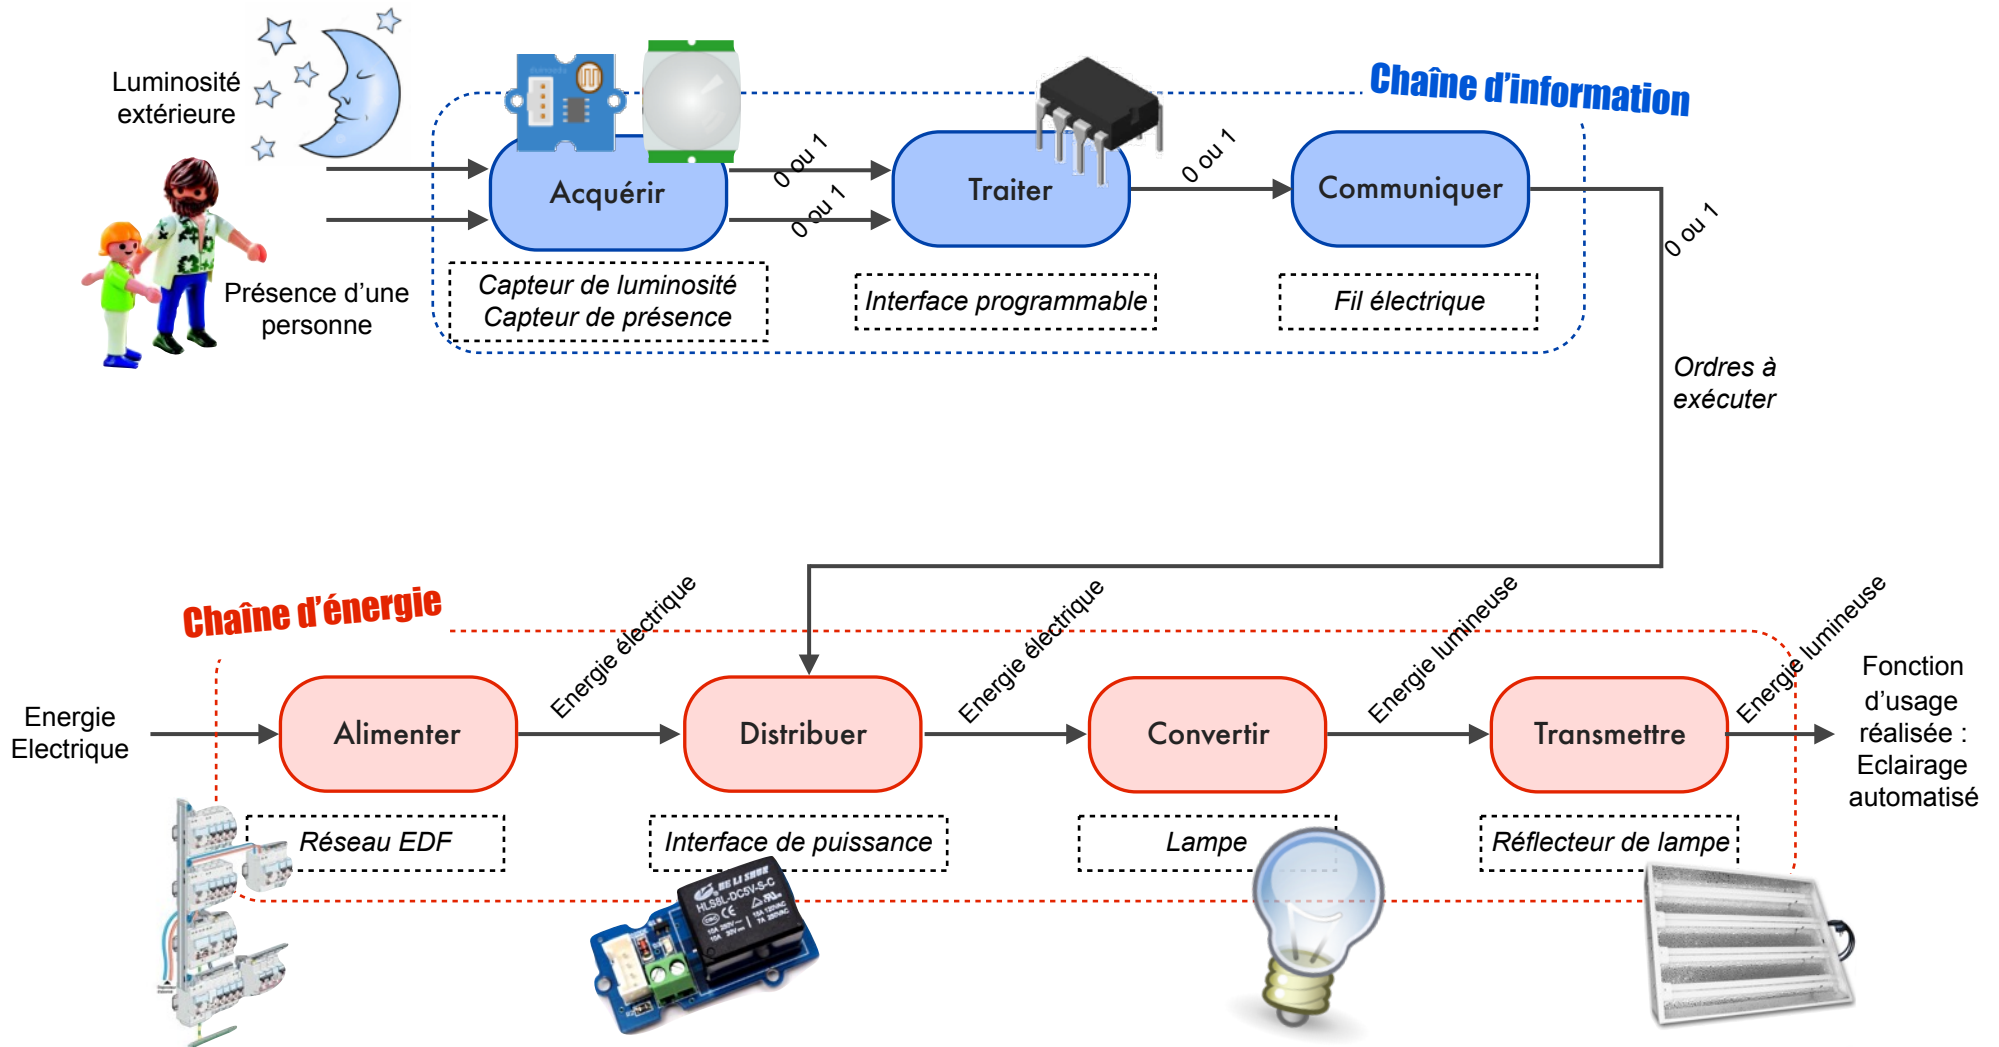 Luminosité
extérieure
Chaîne d'information
Acquérir
0 ou 1
0 ou 1
Traiter
0 ou 1
Communiquer
0 ou 1
Présence d'une
personne
Capteur de luminosité
Capteur de présence
Interface programmable
Fil électrique
Ordres à
exécuter
Chaîne d'énergie
Energie
Electrique
Alimenter
Energie électrique
Distribuer
Energie électrique
Convertir
Energie lumineuse
Transmettre
Energie lumineuse
Fonction
d'usage
réalisée :
Eclairage
automatisé
Réseau EDF
Interface de puissance
Lampe
Réflecteur de lampe
HLS8L-DC5V-S-C